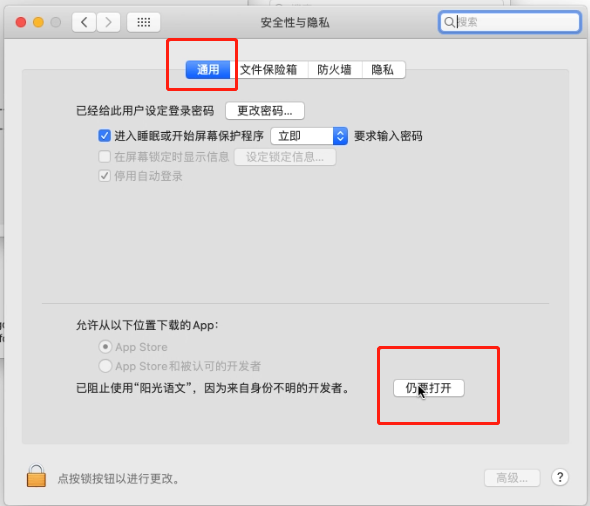 安全性与隐私
搜索
通用 文件保险箱 防火墙 隐私
已经给此用户设定登录密码 更改密码...
进入睡眠或开始屏幕保护程序 立即 要求输入密码
在屏幕锁定时显示信息 设定锁定信息...
停用自动登录
允许从以下位置下载的App：
App Store
App Store和被认可的开发者
已阻止使用“阳光语文”，因为来自身份不明的开发者。 仍要打开
点按锁按钮以进行更改。
高级... ?